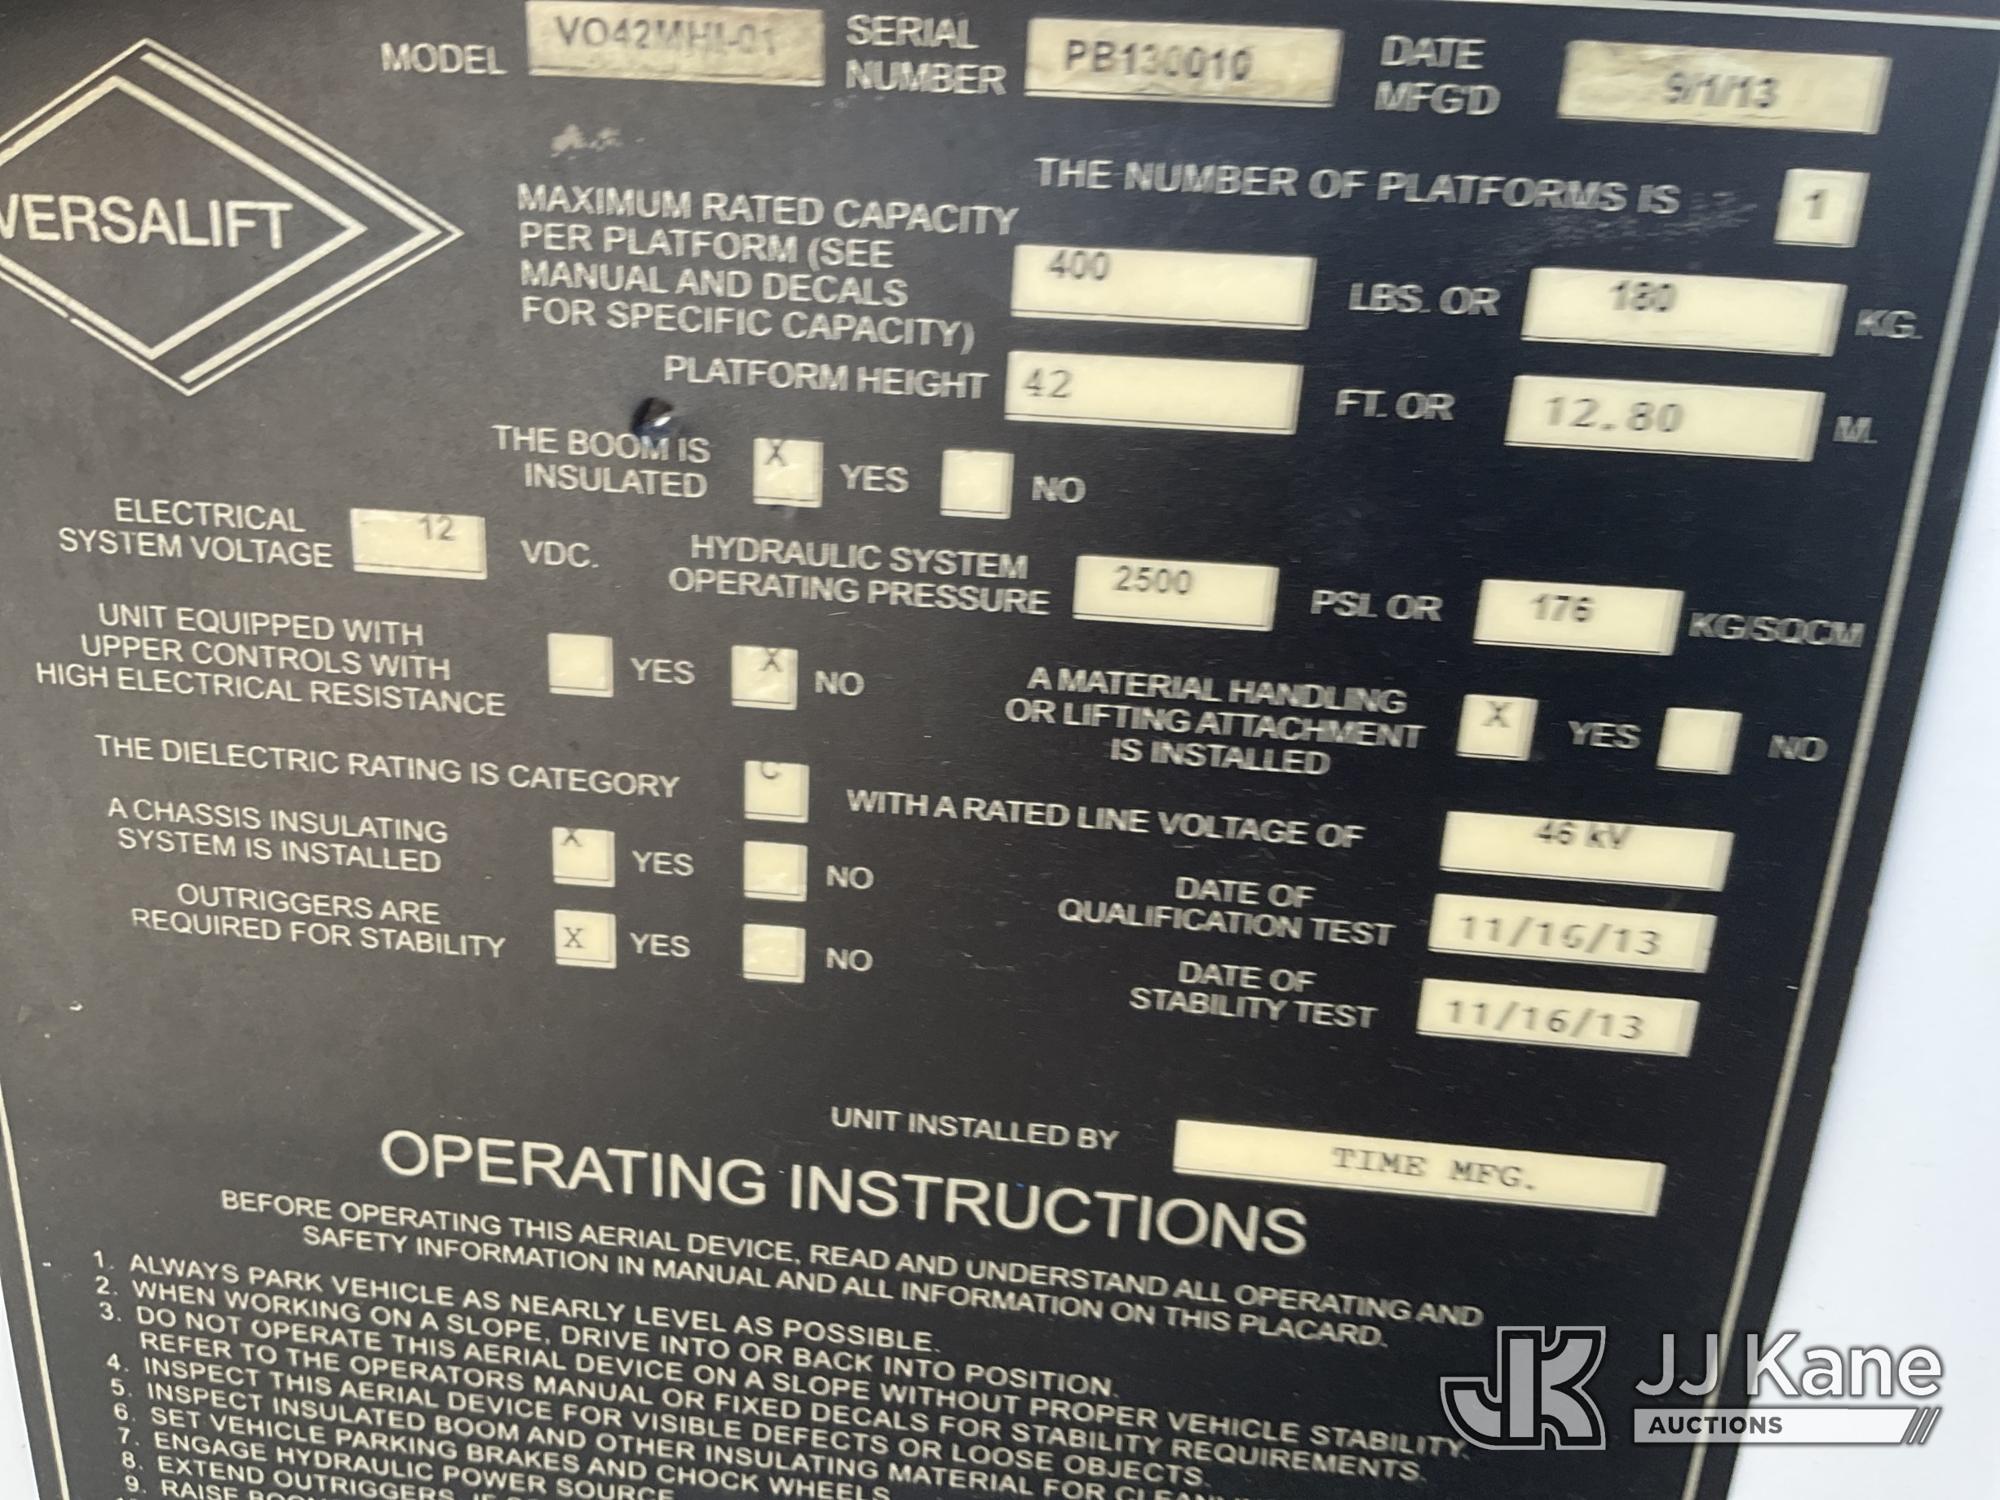 MODEL VO42MHI-01 SERIAL NUMBER PB130010 DATE MFG'D 9/1/13
VERSALIFT
THE NUMBER OF PLATFORMS IS 1
MAXIMUM RATED CAPACITY
PER PLATFORM (SEE
MANUAL AND DECALS
FOR SPECIFIC CAPACITY)
400 LBS. OR 180 KG.
PLATFORM HEIGHT 42 FT. OR 12.80 M.
THE BOOM IS
INSULATED
X YES NO
ELECTRICAL
SYSTEM VOLTAGE
12 VDC.
HYDRAULIC SYSTEM
OPERATING PRESSURE
2500 PSI. OR 176 KG/SQCM
UNIT EQUIPPED WITH
UPPER CONTROLS WITH
HIGH ELECTRICAL RESISTANCE
YES X NO
A MATERIAL HANDLING
OR LIFTING ATTACHMENT
IS INSTALLED
X YES NO
THE DIELECTRIC RATING IS CATEGORY C WITH A RATED LINE VOLTAGE OF 46 kV
A CHASSIS INSULATING
SYSTEM IS INSTALLED
X YES NO
DATE OF
QUALIFICATION TEST
11/16/13
OUTRIGGERS ARE
REQUIRED FOR STABILITY
X YES NO
DATE OF
STABILITY TEST
11/16/13
UNIT INSTALLED BY TIME MFG.
OPERATING INSTRUCTIONS
BEFORE OPERATING THIS AERIAL DEVICE, READ AND UNDERSTAND ALL OPERATING AND
SAFETY INFORMATION IN MANUAL AND ALL INFORMATION ON THIS PLACARD.
1. ALWAYS PARK VEHICLE AS NEARLY LEVEL AS POSSIBLE.
2. WHEN WORKING ON A SLOPE, DRIVE INTO OR BACK INTO POSITION.
3. DO NOT OPERATE THIS AERIAL DEVICE ON A SLOPE WITHOUT PROPER VEHICLE STABILITY.
REFER TO THE OPERATORS MANUAL OR FIXED DECALS FOR STABILITY REQUIREMENTS.
4. INSPECT THIS AERIAL DEVICE FOR VISIBLE DEFECTS OR LOOSE OBJECTS.
5. INSPECT INSULATED BOOM AND OTHER INSULATING MATERIAL FOR
6. SET VEHICLE PARKING BRAKES AND CHOCK WHEELS.
7. ENGAGE HYDRAULIC POWER SOURCE.
8. EXTEND OUTRIGGERS,
9. RAISE
JK JJ Kane
AUCTIONS